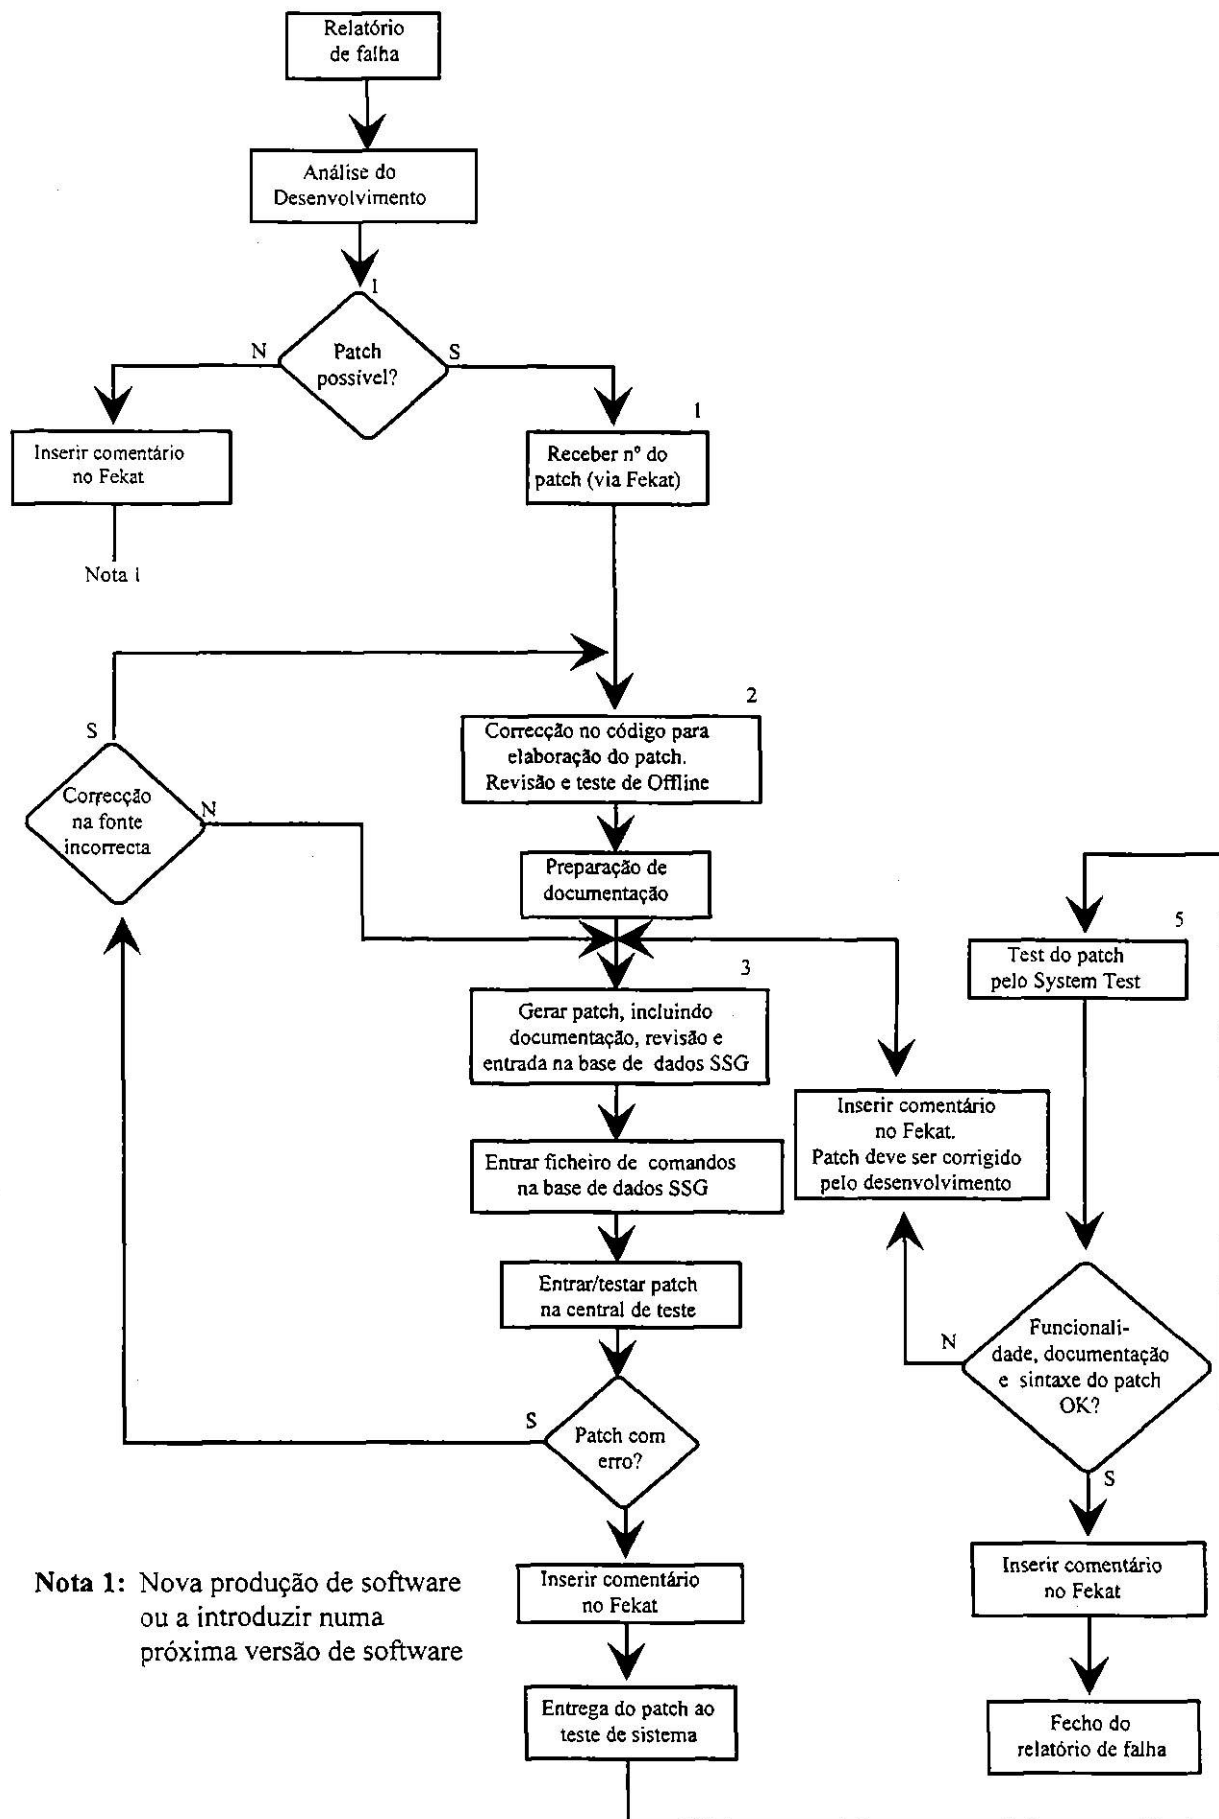 Relatório
de falha
Análise do
Desenvolvimento
1
N
Patch
possível?
S
1
Inserir comentário
no Fekat
Receber nº do
patch (via Fekat)
Nota 1
2
S
Correcção no código para
elaboração do patch.
Revisão e teste de Offline
Correcção
na fonte
incorrecta
N
Preparação de
documentação
5
Test do patch
pelo System Test
3
Gerar patch, incluindo
documentação, revisão e
entrada na base de dados SSG
Inserir comentário
no Fekat.
Patch deve ser corrigido
pelo desenvolvimento
Entrar ficheiro de comandos
na base de dados SSG
Entrar/testar patch
na central de teste
N
Funcionali-
dade, documentação
e sintaxe do patch
OK?
S
S
Patch com
erro?
Nota 1: Nova produção de software
ou a introduzir numa
próxima versão de software
Inserir comentário
no Fekat
Inserir comentário
no Fekat
Entrega do patch ao
teste de sistema
Fecho do
relatório de falha